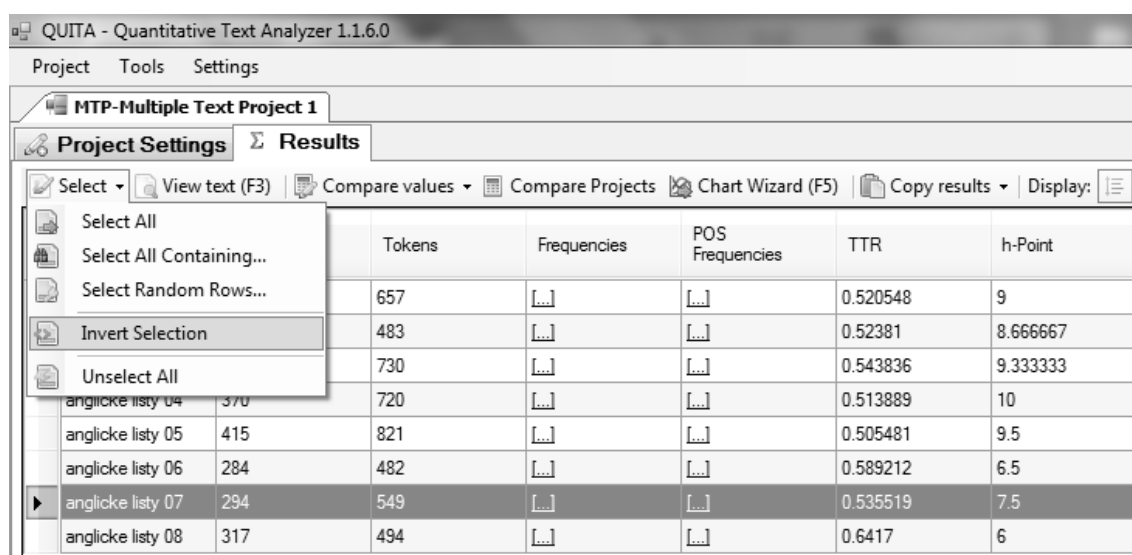 QUITA - Quantitative Text Analyzer 1.1.6.0
Project Tools Settings
MTP-Multiple Text Project 1
Project Settings Σ Results
Select View text (F3) Compare values Compare Projects Chart Wizard (F5) Copy results Display:
Select All
Select All Containing...
Select Random Rows...
Invert Selection
Unselect All
Tokens Frequencies POS Frequencies TTR h-Point
657 [...] [...] 0.520548 9
483 [...] [...] 0.52381 8.666667
730 [...] [...] 0.543836 9.333333
anglicke listy 04 370 720 [...] [...] 0.513889 10
anglicke listy 05 415 821 [...] [...] 0.505481 9.5
anglicke listy 06 284 482 [...] [...] 0.589212 6.5
anglicke listy 07 294 549 [...] [...] 0.535519 7.5
anglicke listy 08 317 494 [...] [...] 0.6417 6